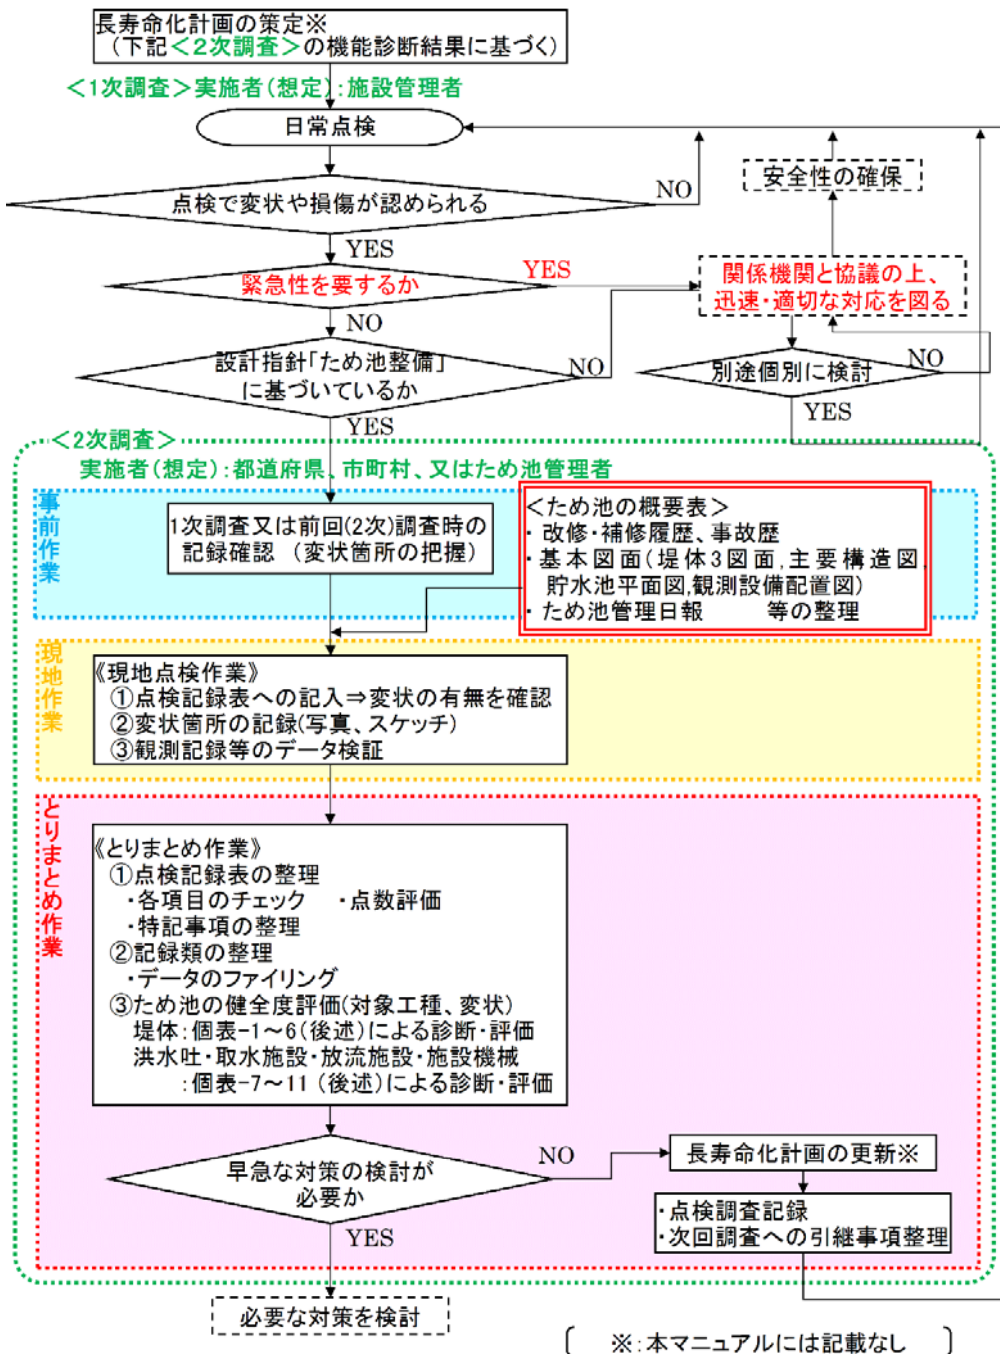 長寿命化計画の策定※
(下記＜2次調査＞の機能診断結果に基づく)
＜1次調査＞実施者(想定):施設管理者
日常点検
点検で変状や損傷が認められる
NO
安全性の確保
YES
緊急性を要するか
YES
関係機関と協議の上、
迅速・適切な対応を図る
NO
設計指針「ため池整備」
に基づいているか
NO
別途個別に検討
NO
YES
YES
＜2次調査＞
実施者(想定):都道府県、市町村、又はため池管理者
事前作業
1次調査又は前回(2次)調査時の
記録確認 (変状箇所の把握)
＜ため池の概要表＞
・改修・補修履歴、事故歴
・基本図面(堤体3図面,主要構造図,
貯水池平面図,観測設備配置図)
・ため池管理日報 等の整理
現地作業
《現地点検作業》
①点検記録表への記入⇒変状の有無を確認
②変状箇所の記録(写真、スケッチ)
③観測記録等のデータ検証
とりまとめ作業
《とりまとめ作業》
①点検記録表の整理
・各項目のチェック ・点数評価
・特記事項の整理
②記録類の整理
・データのファイリング
③ため池の健全度評価(対象工種、変状)
堤体:個表-1～6(後述)による診断・評価
洪水吐・取水施設・放流施設・施設機械
:個表-7～11 (後述)による診断・評価
早急な対策の検討が
必要か
NO
長寿命化計画の更新※
・点検調査記録
・次回調査への引継事項整理
YES
必要な対策を検討
※:本マニュアルには記載なし